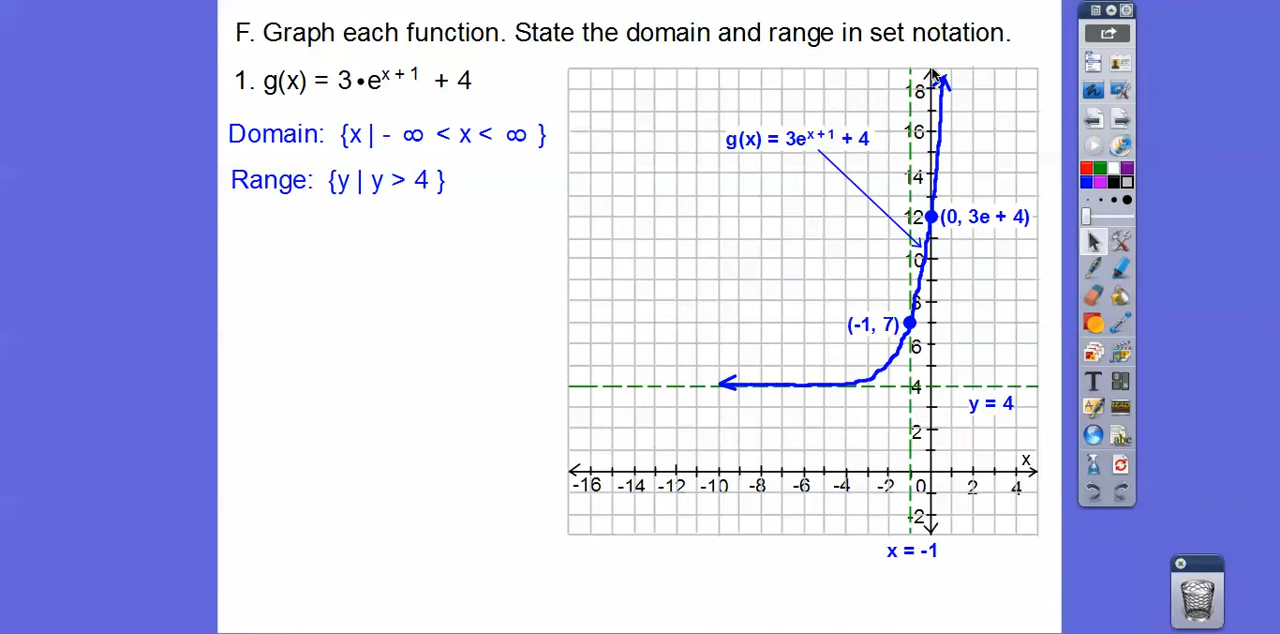 F. Graph each function. State the domain and range in set notation.
1. g(x) = 3•e^(x + 1) + 4
Domain: {x | - ∞ < x < ∞ }
Range: {y | y > 4 }
18
16
g(x) = 3e^(x + 1) + 4
14
12
(0, 3e + 4)
10
8
(-1, 7)
6
4
y = 4
2
x
-16 -14 -12 -10 -8 -6 -4 -2 0 2 4
-2
x = -1